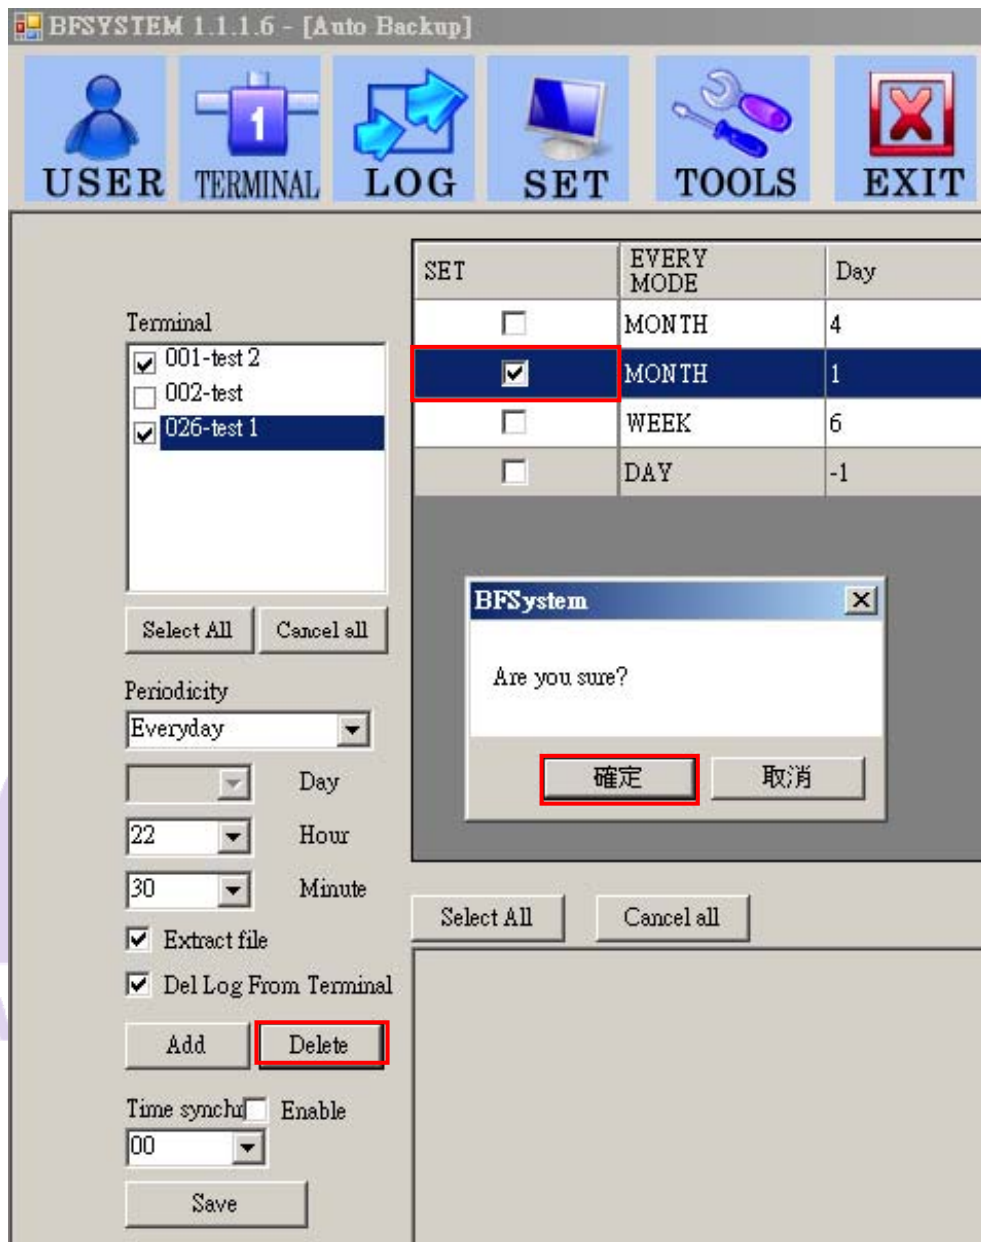 BFSYSTEM 1.1.1.6 - [Auto Backup]
USER TERMINAL LOG SET TOOLS EXIT
1
SET EVERY MODE Day
MONTH 4
MONTH 1
WEEK 6
DAY -1
Terminal
001-test 2
002-test
026-test 1
Select All Cancel all
Periodicity
Everyday
Day
22 Hour
30 Minute
Extract file
Del Log From Terminal
Add Delete
Time synchr Enable
00
Save
BFSystem
Are you sure?
確定 取消
Select All Cancel all